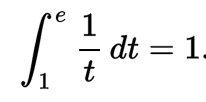 ∫₁ᵉ 1/t dt = 1.